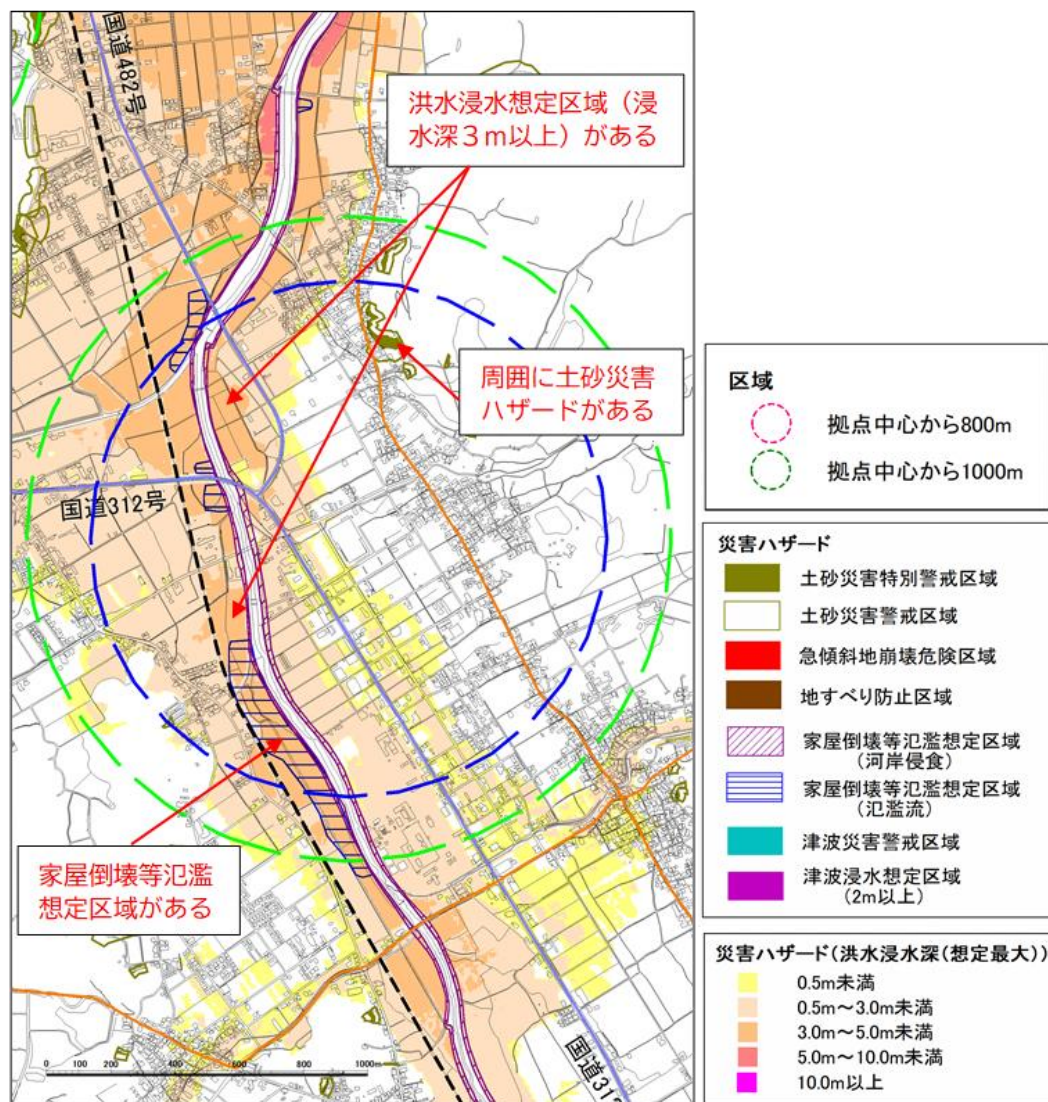 国道482号
洪水浸水想定区域（浸
水深３ｍ以上）がある
周囲に土砂災害
ハザードがある
国道312号
家屋倒壊等氾濫
想定区域がある
0 200 400 600 800 1000m
区域
拠点中心から800m
拠点中心から1000m
災害ハザード
土砂災害特別警戒区域
土砂災害警戒区域
急傾斜地崩壊危険区域
地すべり防止区域
家屋倒壊等氾濫想定区域
(河岸侵食)
家屋倒壊等氾濫想定区域
(氾濫流)
津波災害警戒区域
津波浸水想定区域
(2m以上)
災害ハザード(洪水浸水深(想定最大))
0.5m未満
0.5m～3.0m未満
3.0m～5.0m未満
5.0m～10.0m未満
10.0m以上